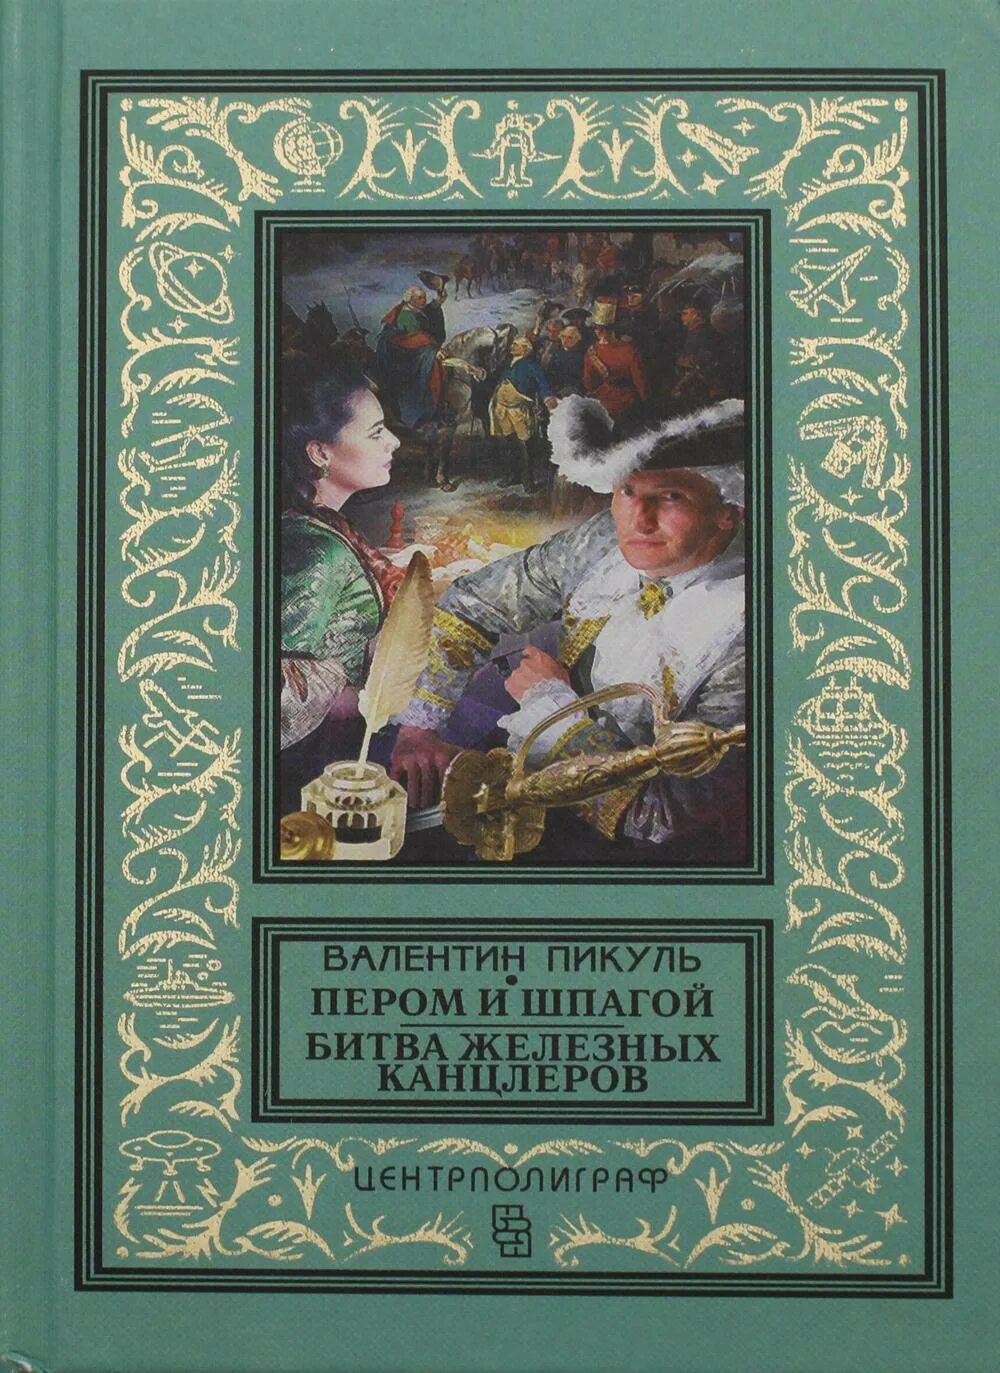 ВАЛЕНТИН ПИКУЛЬ
ПЕРОМ И ШПАГОЙ
БИТВА ЖЕЛЕЗНЫХ
КАНЦЛЕРОВ
ЦЕНТРПОЛИГРАФ